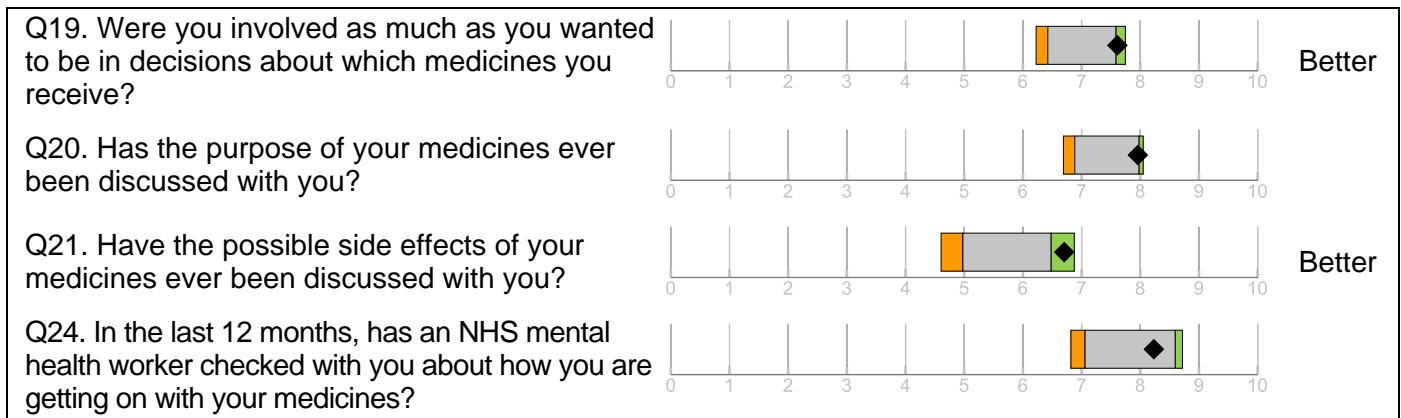 Q19. Were you involved as much as you wanted
to be in decisions about which medicines you
receive?
Better
0 1 2 3 4 5 6 7 8 9 10
Q20. Has the purpose of your medicines ever
been discussed with you?
0 1 2 3 4 5 6 7 8 9 10
Q21. Have the possible side effects of your
medicines ever been discussed with you?
Better
0 1 2 3 4 5 6 7 8 9 10
Q24. In the last 12 months, has an NHS mental
health worker checked with you about how you are
getting on with your medicines?
0 1 2 3 4 5 6 7 8 9 10